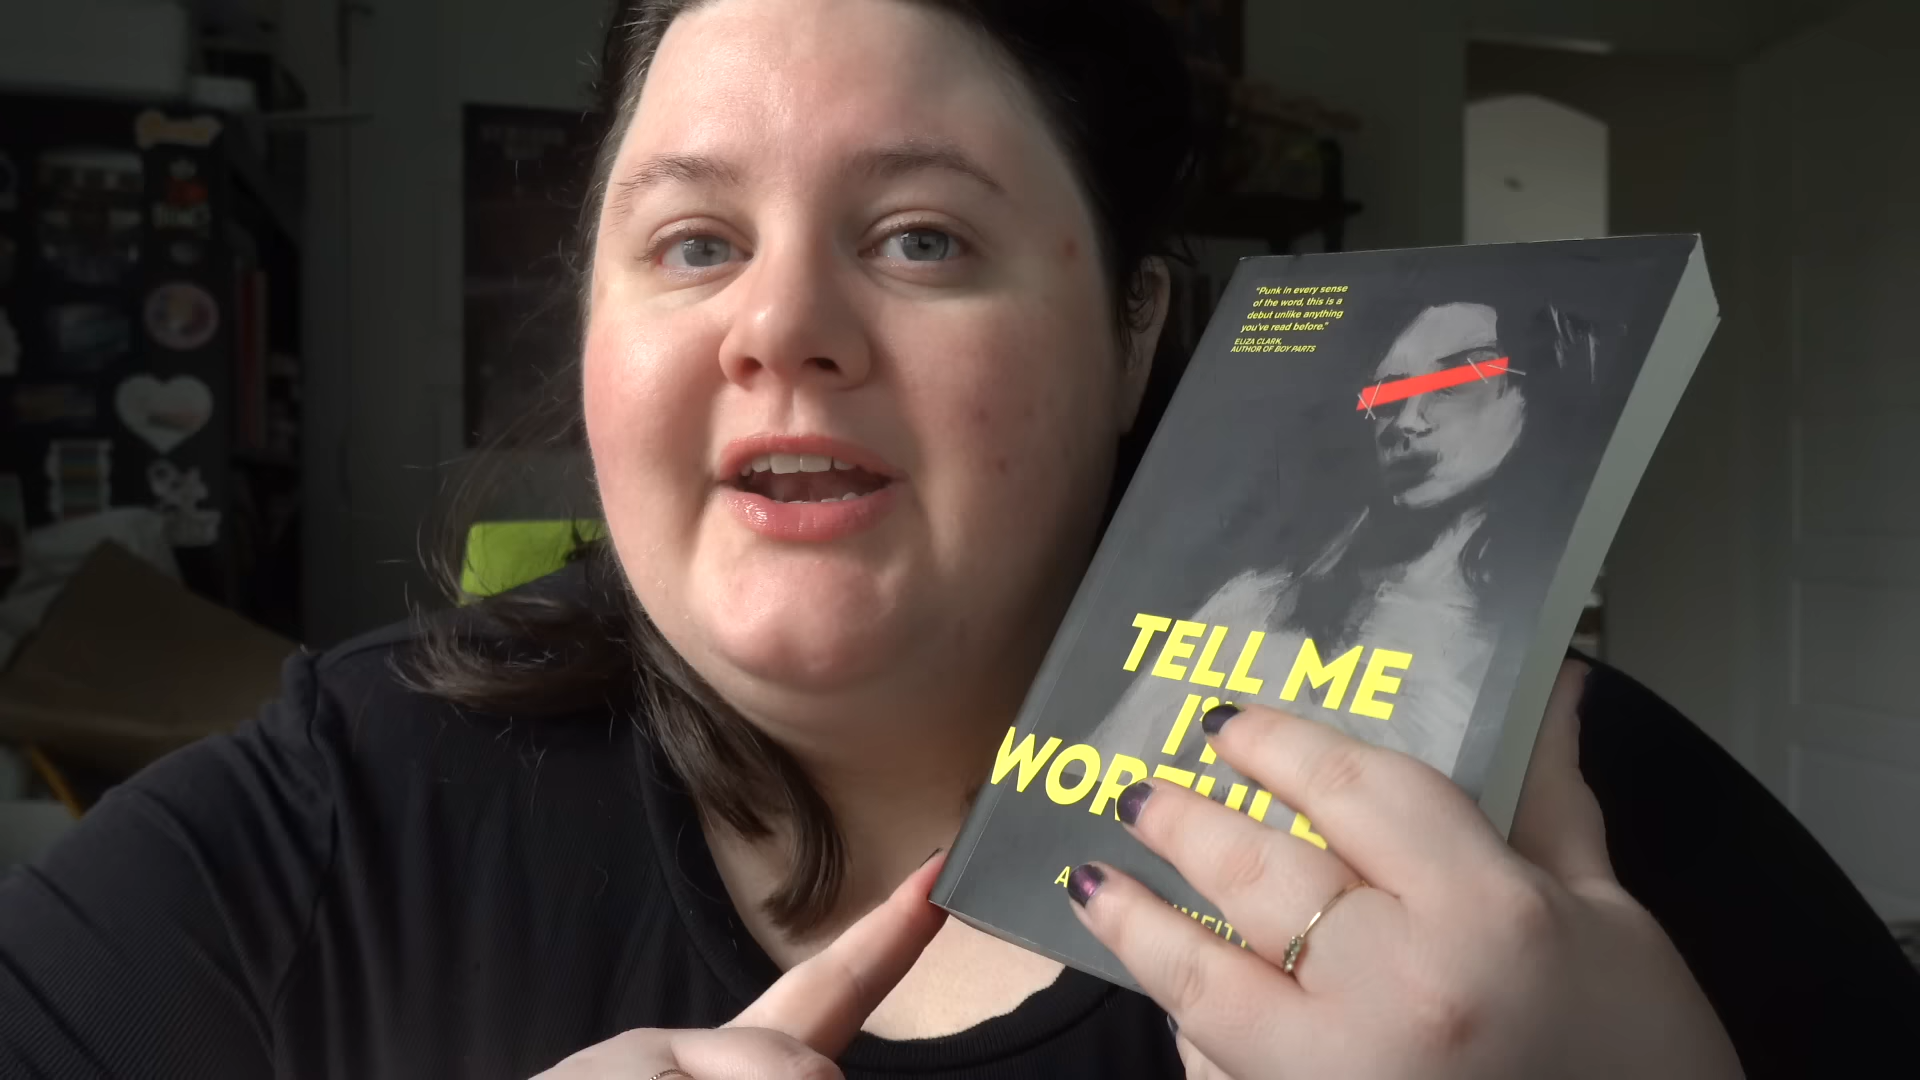 "Punk in every sense
of the word, this is a
debut unlike anything
you've read before."
ELIZA CLARK,
AUTHOR OF BOY PARTS
TELL ME
I'M
WORTHLE